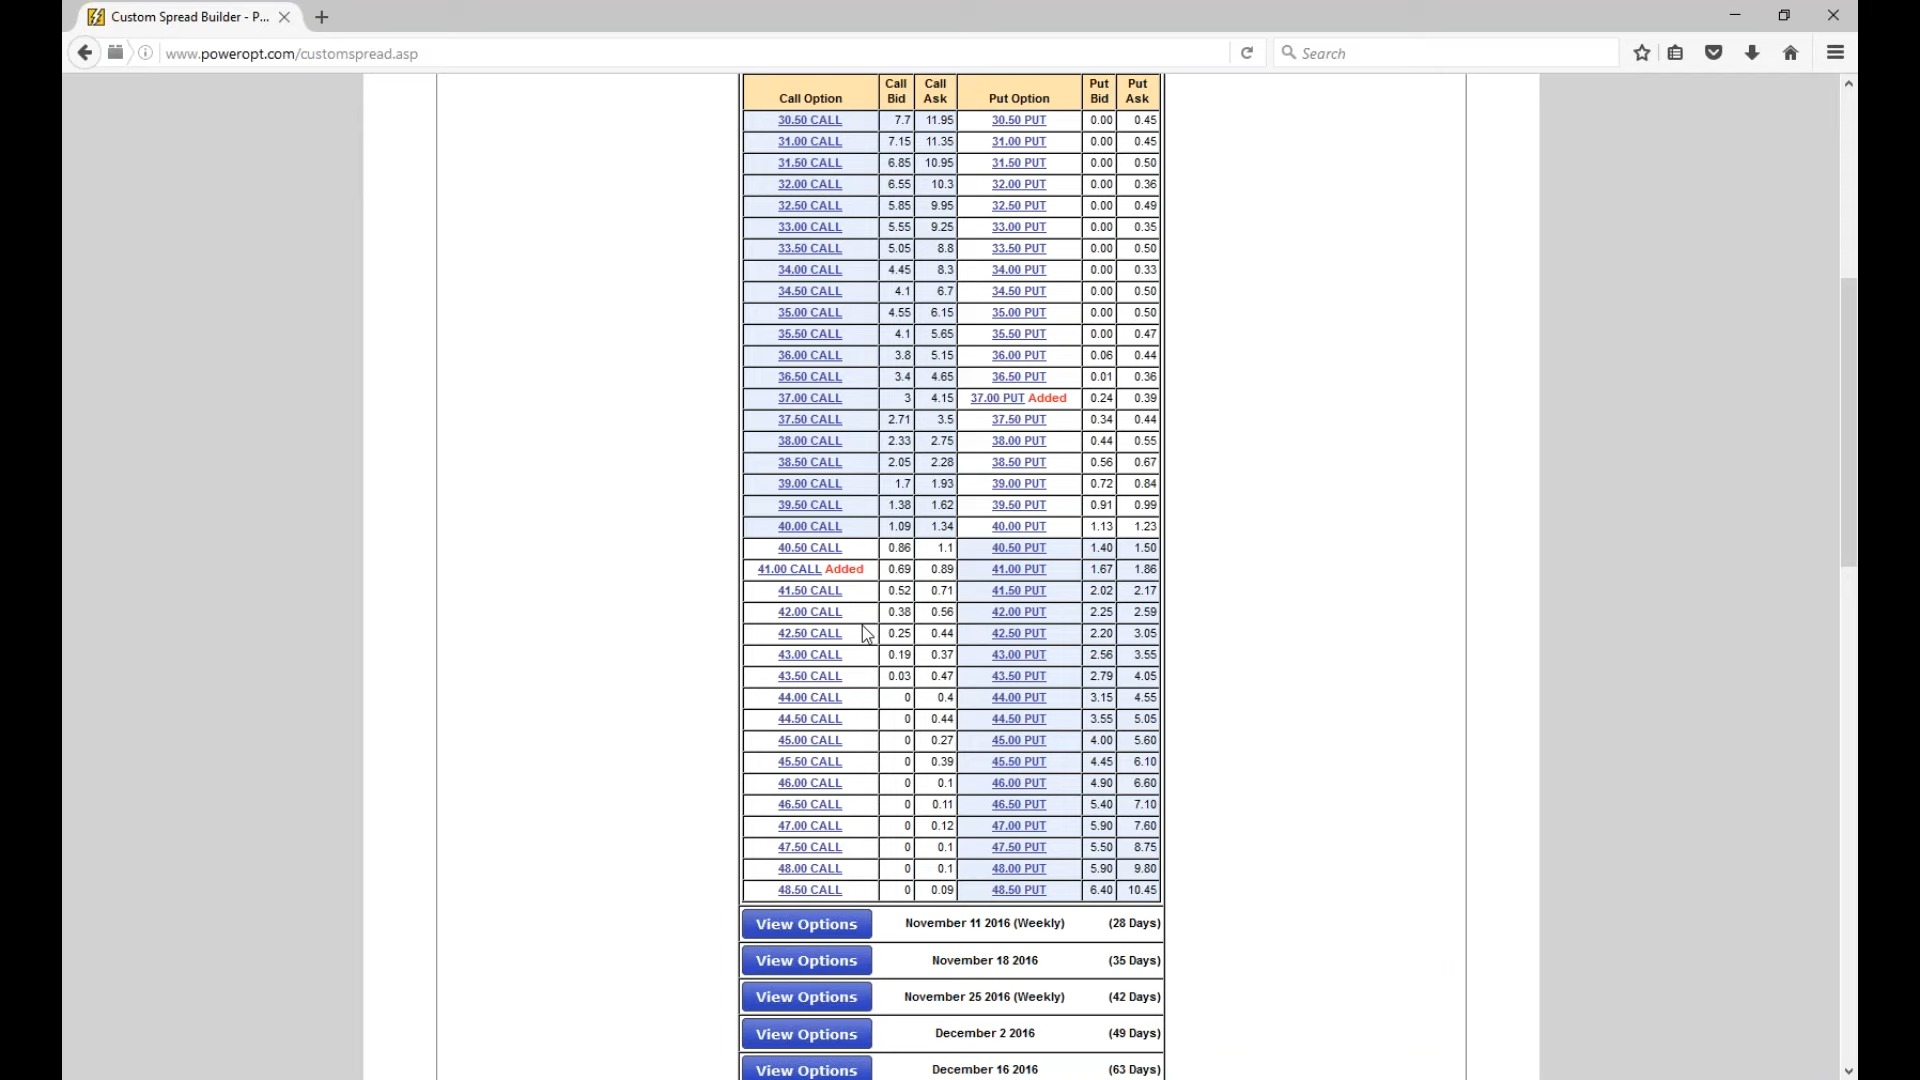 Custom Spread Builder - P...
www.poweropt.com/customspread.asp
Search
Call Option Call Bid Call Ask Put Option Put Bid Put Ask
30.50 CALL 7.7 11.95 30.50 PUT 0.00 0.45
31.00 CALL 7.15 11.35 31.00 PUT 0.00 0.45
31.50 CALL 6.85 10.95 31.50 PUT 0.00 0.50
32.00 CALL 6.55 10.3 32.00 PUT 0.00 0.36
32.50 CALL 5.85 9.95 32.50 PUT 0.00 0.49
33.00 CALL 5.55 9.25 33.00 PUT 0.00 0.35
33.50 CALL 5.05 8.8 33.50 PUT 0.00 0.50
34.00 CALL 4.45 8.3 34.00 PUT 0.00 0.33
34.50 CALL 4.1 6.7 34.50 PUT 0.00 0.50
35.00 CALL 4.55 6.15 35.00 PUT 0.00 0.50
35.50 CALL 4.1 5.65 35.50 PUT 0.00 0.47
36.00 CALL 3.8 5.15 36.00 PUT 0.06 0.44
36.50 CALL 3.4 4.65 36.50 PUT 0.01 0.36
37.00 CALL 3 4.15 37.00 PUT Added 0.24 0.39
37.50 CALL 2.71 3.5 37.50 PUT 0.34 0.44
38.00 CALL 2.33 2.75 38.00 PUT 0.44 0.55
38.50 CALL 2.05 2.28 38.50 PUT 0.56 0.67
39.00 CALL 1.7 1.93 39.00 PUT 0.72 0.84
39.50 CALL 1.38 1.62 39.50 PUT 0.91 0.99
40.00 CALL 1.09 1.34 40.00 PUT 1.13 1.23
40.50 CALL 0.86 1.1 40.50 PUT 1.40 1.50
41.00 CALL Added 0.69 0.89 41.00 PUT 1.67 1.86
41.50 CALL 0.52 0.71 41.50 PUT 2.02 2.17
42.00 CALL 0.38 0.56 42.00 PUT 2.25 2.59
42.50 CALL 0.25 0.44 42.50 PUT 2.20 3.05
43.00 CALL 0.19 0.37 43.00 PUT 2.56 3.55
43.50 CALL 0.03 0.47 43.50 PUT 2.79 4.05
44.00 CALL 0 0.4 44.00 PUT 3.15 4.55
44.50 CALL 0 0.44 44.50 PUT 3.55 5.05
45.00 CALL 0 0.27 45.00 PUT 4.00 5.60
45.50 CALL 0 0.39 45.50 PUT 4.45 6.10
46.00 CALL 0 0.1 46.00 PUT 4.90 6.60
46.50 CALL 0 0.11 46.50 PUT 5.40 7.10
47.00 CALL 0 0.12 47.00 PUT 5.90 7.60
47.50 CALL 0 0.1 47.50 PUT 5.50 8.75
48.00 CALL 0 0.1 48.00 PUT 5.90 9.80
48.50 CALL 0 0.09 48.50 PUT 6.40 10.45
View Options November 11 2016 (Weekly) (28 Days)
View Options November 18 2016 (35 Days)
View Options November 25 2016 (Weekly) (42 Days)
View Options December 2 2016 (49 Days)
View Options December 16 2016 (63 Days)